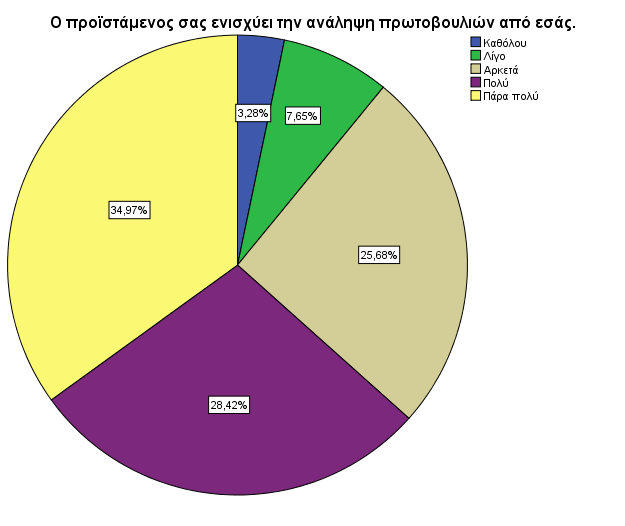 Ο προϊστάμενος σας ενισχύει την ανάληψη πρωτοβουλιών από εσάς.
Καθόλου
Λίγο
Αρκετά
Πολύ
Πάρα πολύ
3,28%
7,65%
34,97%
25,68%
28,42%